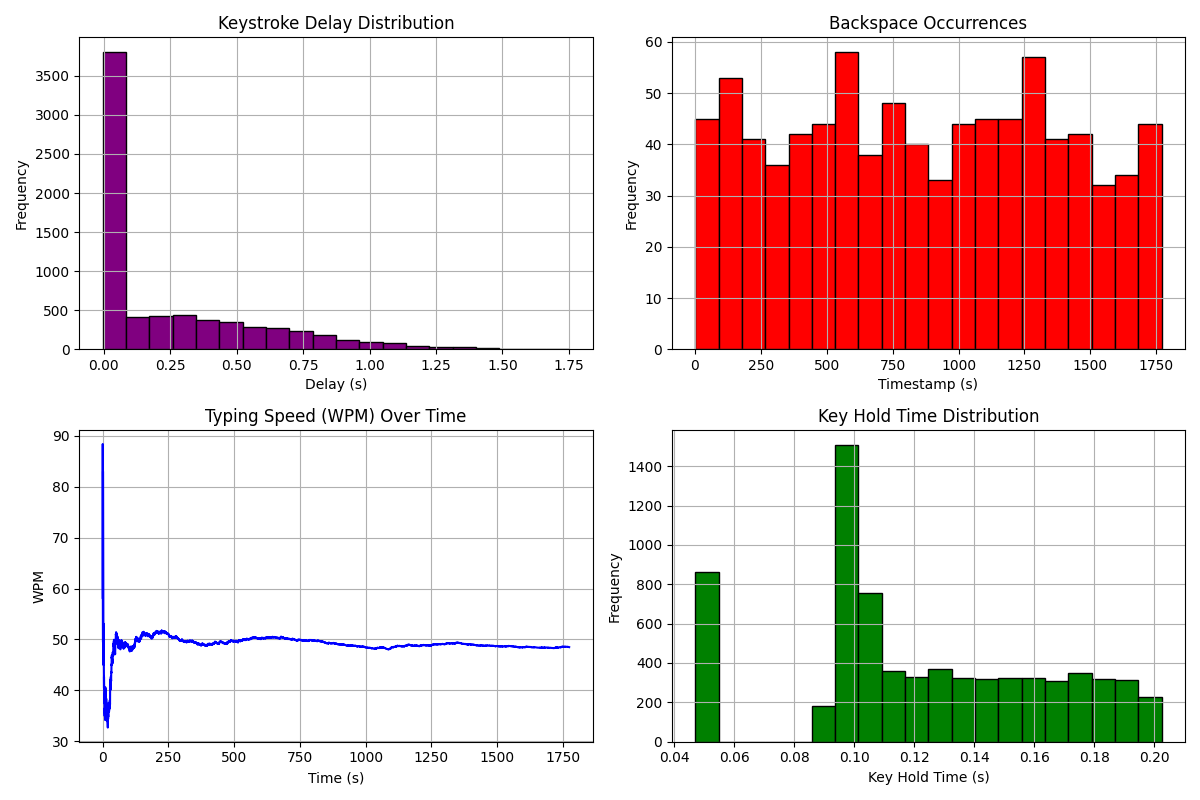 Keystroke Delay Distribution
Frequency
3500
3000
2500
2000
1500
1000
500
0
0.00 0.25 0.50 0.75 1.00 1.25 1.50 1.75
Delay (s)
Backspace Occurrences
Frequency
60
50
40
30
20
10
0
0 250 500 750 1000 1250 1500 1750
Timestamp (s)
Typing Speed (WPM) Over Time
WPM
90
80
70
60
50
40
30
0 250 500 750 1000 1250 1500 1750
Time (s)
Key Hold Time Distribution
Frequency
1400
1200
1000
800
600
400
200
0
0.04 0.06 0.08 0.10 0.12 0.14 0.16 0.18 0.20
Key Hold Time (s)